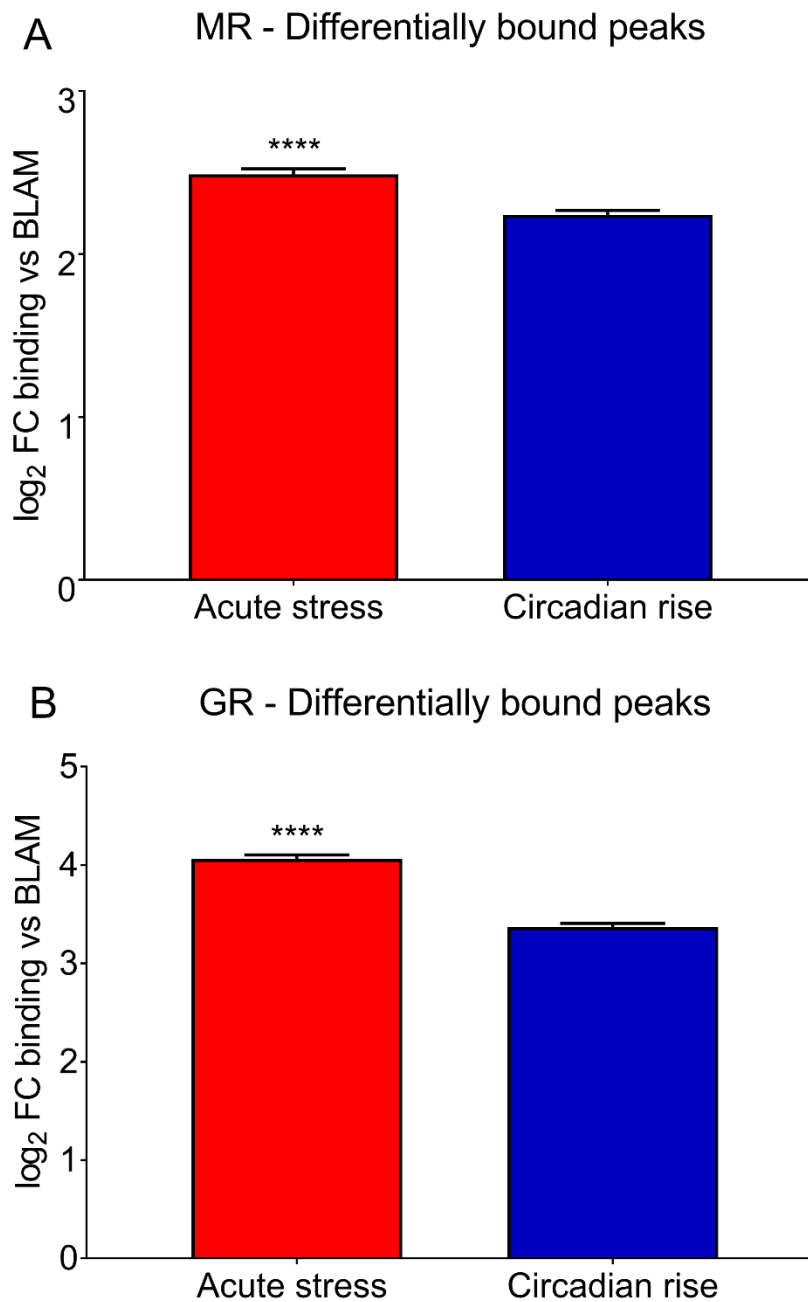 A
MR - Differentially bound peaks
log₂ FC binding vs BLAM
3
2
1
0
****
Acute stress
Circadian rise
B
GR - Differentially bound peaks
log₂ FC binding vs BLAM
5
4
3
2
1
0
****
Acute stress
Circadian rise